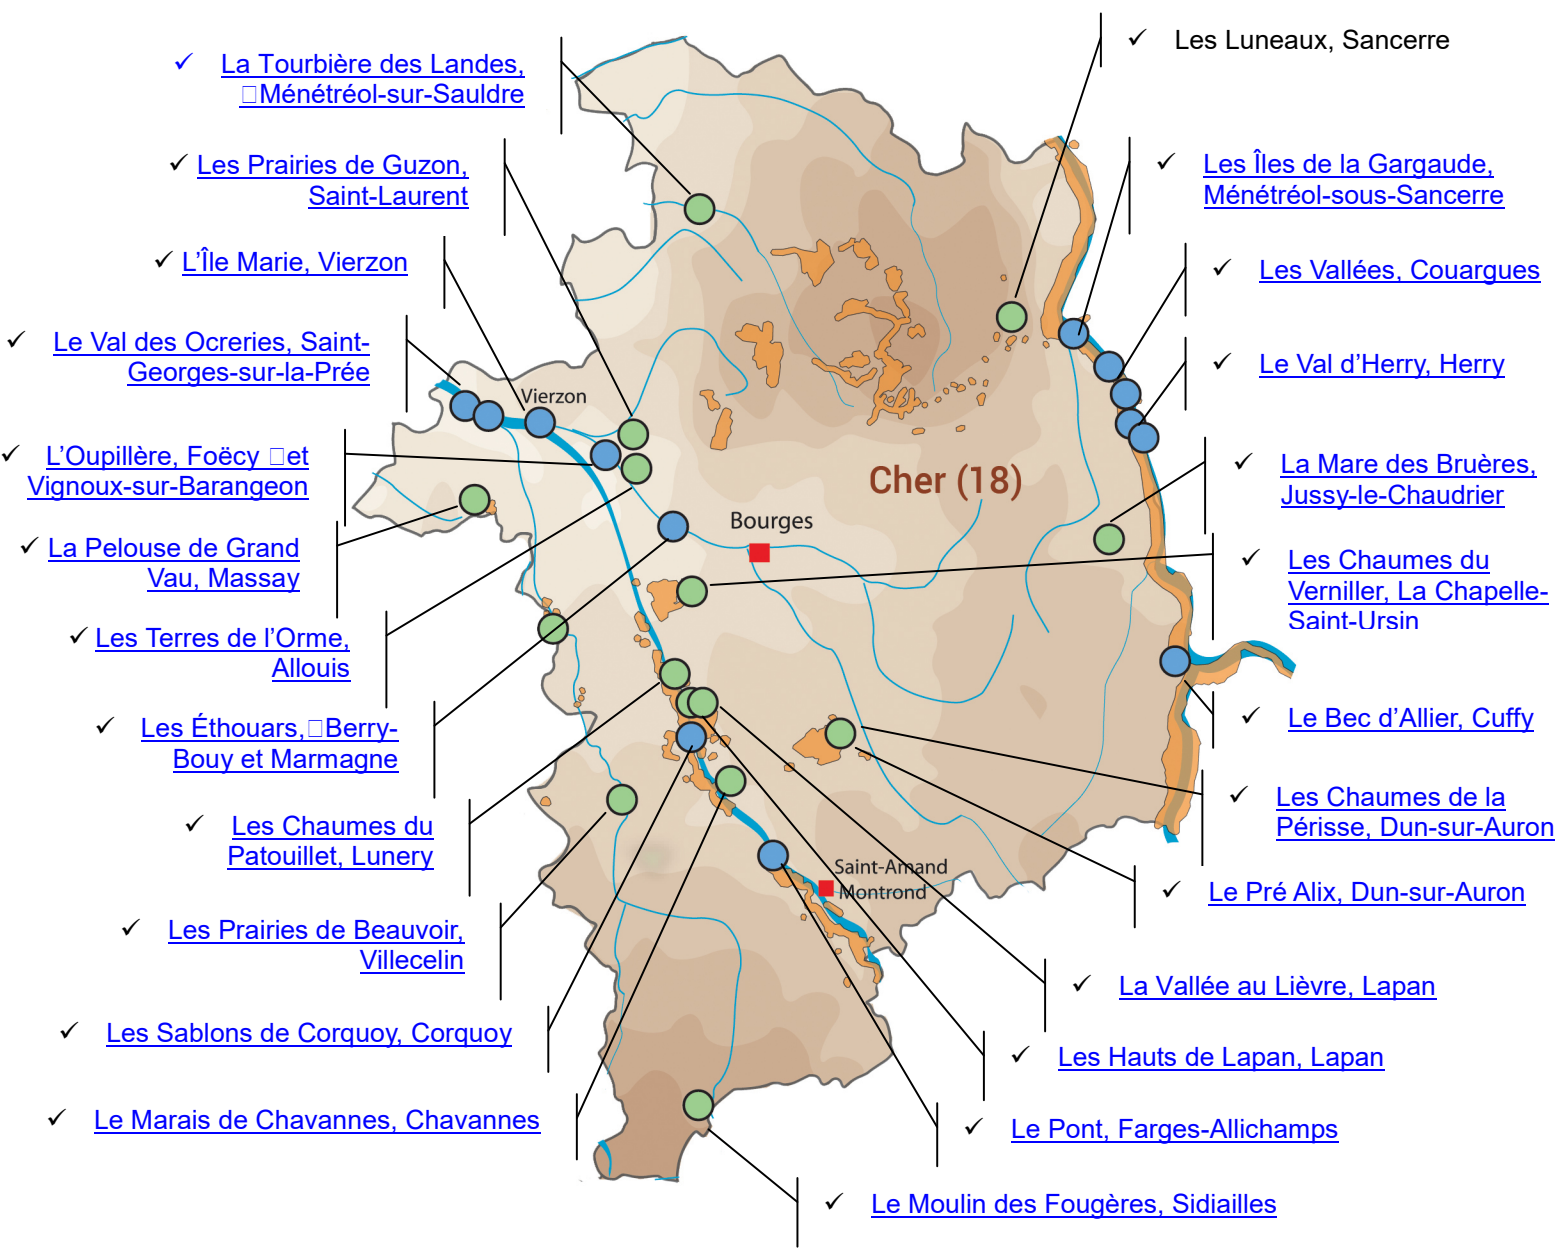 La Tourbière des Landes,
Ménétréol-sur-Sauldre
Les Prairies de Guzon,
Saint-Laurent
L’Île Marie, Vierzon
Le Val des Ocreries, Saint-
Georges-sur-la-Prée
L’Oupillère, Foëcy et
Vignoux-sur-Barangeon
La Pelouse de Grand
Vau, Massay
Les Terres de l’Orme,
Allouis
Les Éthouars, Berry-
Bouy et Marmagne
Les Chaumes du
Patouillet, Lunery
Les Prairies de Beauvoir,
Villecelin
Les Sablons de Corquoy, Corquoy
Le Marais de Chavannes, Chavannes
Vierzon
Cher (18)
Bourges
Saint-Amand
Montrond
Les Luneaux, Sancerre
Les Îles de la Gargaude,
Ménétréol-sous-Sancerre
Les Vallées, Couargues
Le Val d’Herry, Herry
La Mare des Bruères,
Jussy-le-Chaudrier
Les Chaumes du
Verniller, La Chapelle-
Saint-Ursin
Le Bec d’Allier, Cuffy
Les Chaumes de la
Périsse, Dun-sur-Auron
Le Pré Alix, Dun-sur-Auron
La Vallée au Lièvre, Lapan
Les Hauts de Lapan, Lapan
Le Pont, Farges-Allichamps
Le Moulin des Fougères, Sidiailles